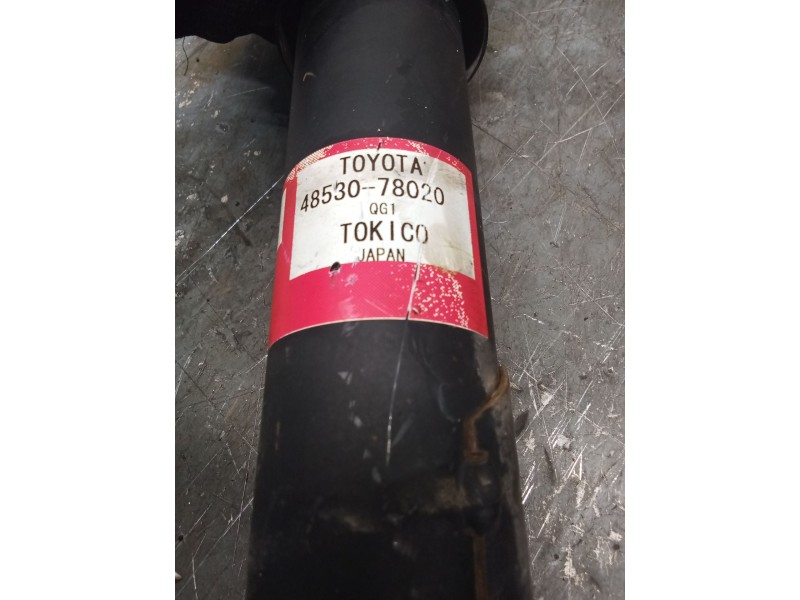 TOYOTA
48530-78020
QG1
TOKICO
JAPAN